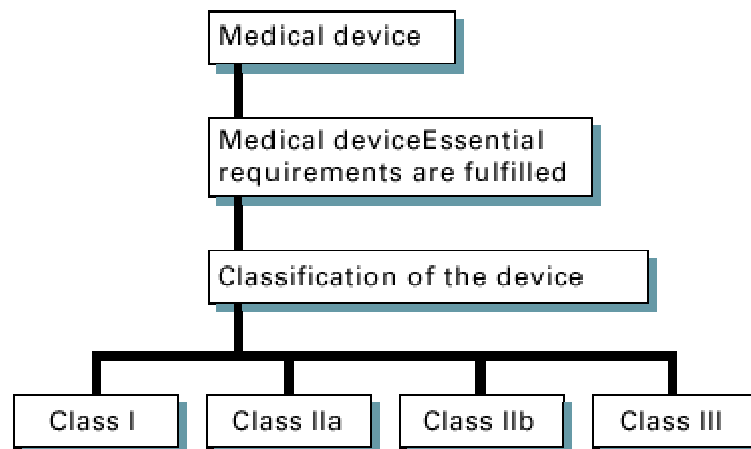 Medical device
Medical deviceEssential
requirements are fulfilled
Classification of the device
Class I
Class IIa
Class IIb
Class III